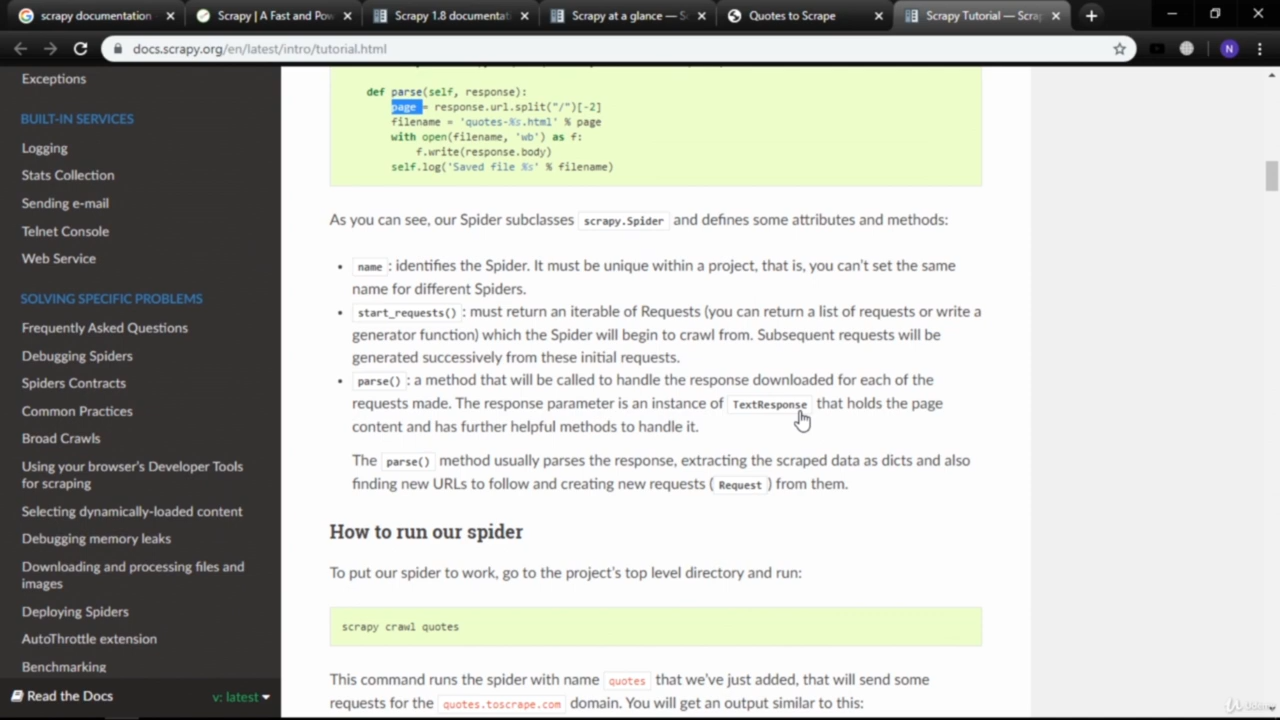 scrapy documentation
Scrapy | A Fast and Pow
Scrapy 1.8 documentati
Scrapy at a glance — Sc
Quotes to Scrape
Scrapy Tutorial — Scra
docs.scrapy.org/en/latest/intro/tutorial.html
N
Exceptions
BUILT-IN SERVICES
Logging
Stats Collection
Sending e-mail
Telnet Console
Web Service
SOLVING SPECIFIC PROBLEMS
Frequently Asked Questions
Debugging Spiders
Spiders Contracts
Common Practices
Broad Crawls
Using your browser's Developer Tools
for scraping
Selecting dynamically-loaded content
Debugging memory leaks
Downloading and processing files and
images
Deploying Spiders
AutoThrottle extension
Benchmarking
Read the Docs
v: latest
def parse(self, response):
page = response.url.split("/")[-2]
filename = 'quotes-%s.html' % page
with open(filename, 'wb') as f:
f.write(response.body)
self.log('Saved file %s' % filename)
As you can see, our Spider subclasses scrapy.Spider and defines some attributes and methods:
• name : identifies the Spider. It must be unique within a project, that is, you can't set the same
name for different Spiders.
• start_requests() : must return an iterable of Requests (you can return a list of requests or write a
generator function) which the Spider will begin to crawl from. Subsequent requests will be
generated successively from these initial requests.
• parse() : a method that will be called to handle the response downloaded for each of the
requests made. The response parameter is an instance of TextResponse that holds the page
content and has further helpful methods to handle it.
The parse() method usually parses the response, extracting the scraped data as dicts and also
finding new URLs to follow and creating new requests ( Request ) from them.
How to run our spider
To put our spider to work, go to the project's top level directory and run:
scrapy crawl quotes
This command runs the spider with name quotes that we've just added, that will send some
requests for the quotes.toscrape.com domain. You will get an output similar to this:
Udemy